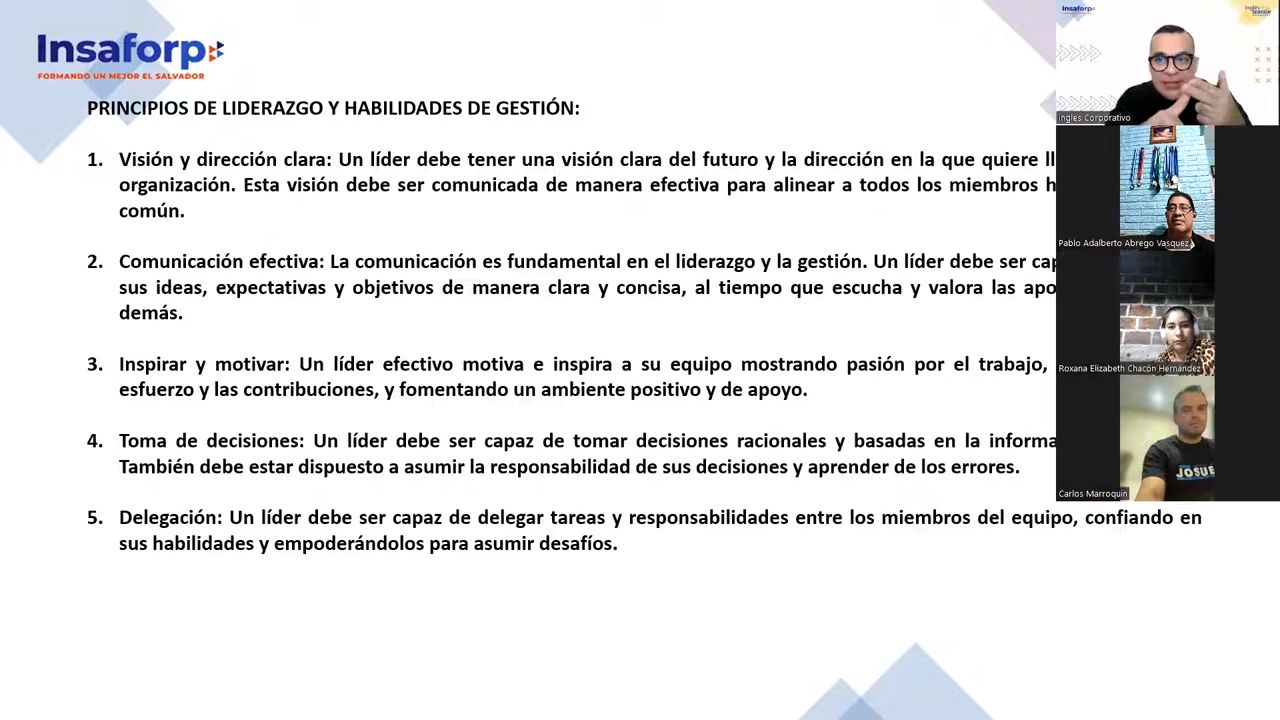 Insaforp
FORMANDO UN MEJOR EL SALVADOR
PRINCIPIOS DE LIDERAZGO Y HABILIDADES DE GESTIÓN:
1. Visión y dirección clara: Un líder debe tener una visión clara del futuro y la dirección en la que quiere
organización. Esta visión debe ser comunicada de manera efectiva para alinear a todos los miembros
común.
2. Comunicación efectiva: La comunicación es fundamental en el liderazgo y la gestión. Un líder debe ser
sus ideas, expectativas y objetivos de manera clara y concisa, al tiempo que escucha y valora las
demás.
3. Inspirar y motivar: Un líder efectivo motiva e inspira a su equipo mostrando pasión por el trabajo,
esfuerzo y las contribuciones, y fomentando un ambiente positivo y de apoyo.
4. Toma de decisiones: Un líder debe ser capaz de tomar decisiones racionales y basadas en la
También debe estar dispuesto a asumir la responsabilidad de sus decisiones y aprender de los errores.
5. Delegación: Un líder debe ser capaz de delegar tareas y responsabilidades entre los miembros del equipo, confiando en
sus habilidades y empoderándolos para asumir desafíos.
Insaforp
Ingles Corporativo
Pablo Adalberto Abrego Vasquez
Roxana Elizabeth Chacón Hernández
JOSUÉ
Carlos Marroquin